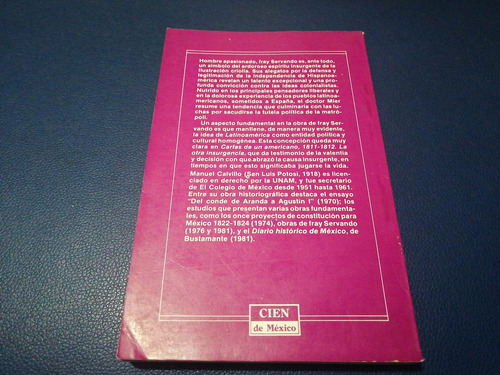 Hombre apasionado, fray Servando es, ante todo,
un símbolo del ardoroso espíritu insurgente de la
Ilustración criolla. Sus alegatos por la defensa y
legitimación de la independencia de Hispanoa-
mérica revelan un talento excepcional y una pro-
funda convicción contra las ideas colonialistas.
Nutrido en los principales pensadores liberales y
en la dolorosa experiencia de los pueblos latinoa-
mericanos, sometidos a España, el doctor Mier
resume una tendencia que culminaría con las lu-
chas por sacudirse la tutela política de la metró-
poli.
Un aspecto fundamental en la obra de fray Ser-
vando es que mantiene, de manera muy evidente,
la idea de Latinoamérica como entidad política y
cultural homogénea. Esta concepción queda muy
clara en Cartas de un americano, 1811-1812. La
otra insurgencia, que da testimonio de la valentía
y decisión con que abrazó la causa insurgente, en
tiempos en que esto significaba jugarse la vida.
Manuel Calvillo (San Luis Potosí, 1918) es licen-
ciado en derecho por la UNAM, y fue secretario
de El Colegio de México desde 1951 hasta 1961.
Entre su obra historiográfica destaca el ensayo
"Del conde de Aranda a Agustín I" (1970); los
estudios que presentan varias obras fundamenta-
les, como los once proyectos de constitución para
México 1822-1824 (1974), obras de fray Servando
(1976 y 1981), y el Diario histórico de México, de
Bustamante (1981).
CIEN
de México